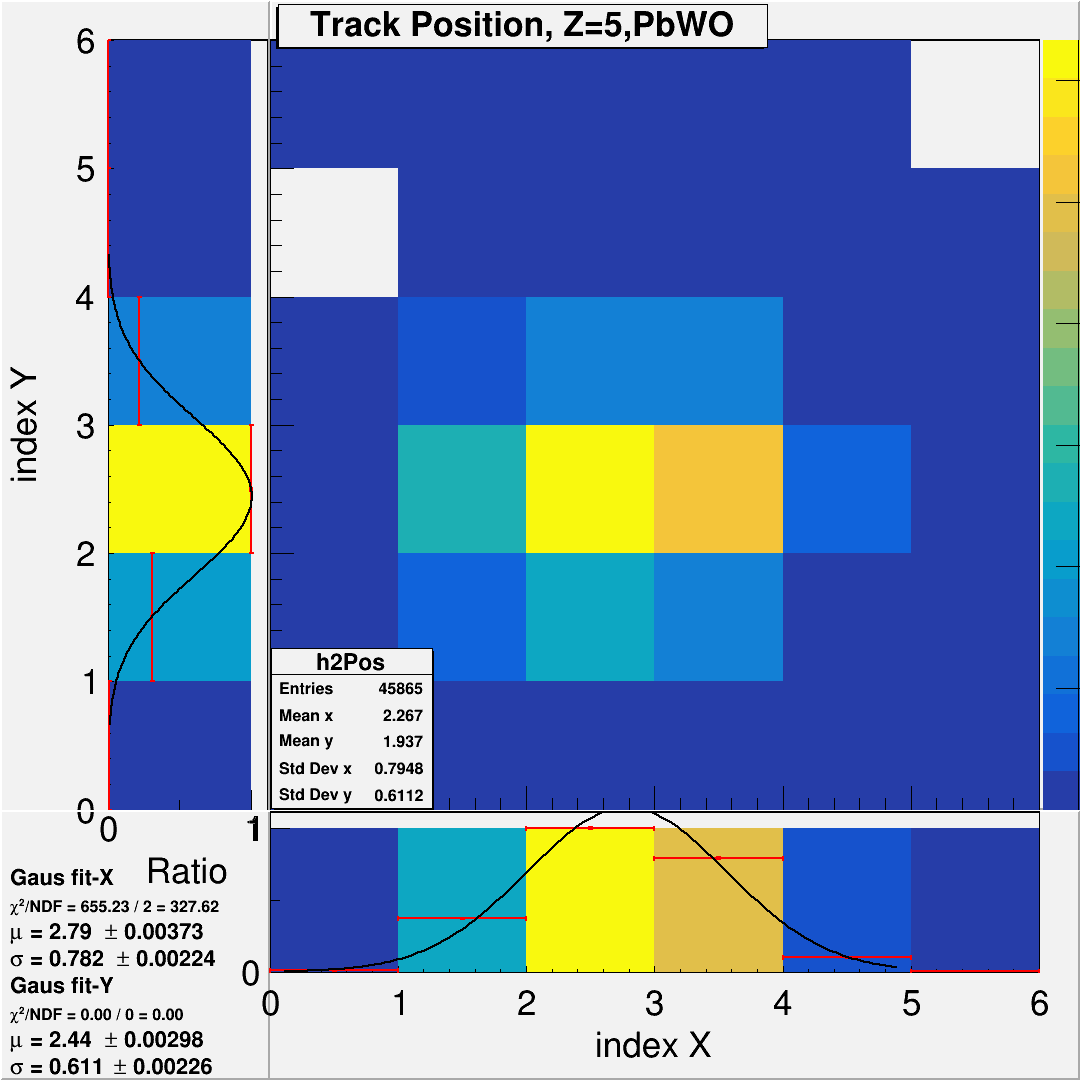 Track Position, Z=5,PbWO
6
5
4
3
2
1
0
index Y
h2Pos
Entries 45865
Mean x 2.267
Mean y 1.937
Std Dev x 0.7948
Std Dev y 0.6112
0 1
Ratio
1
0
0 1 2 3 4 5 6
index X
Gaus fit-X
χ²/NDF = 655.23 / 2 = 327.62
μ = 2.79 ± 0.00373
σ = 0.782 ± 0.00224
Gaus fit-Y
χ²/NDF = 0.00 / 0 = 0.00
μ = 2.44 ± 0.00298
σ = 0.611 ± 0.00226